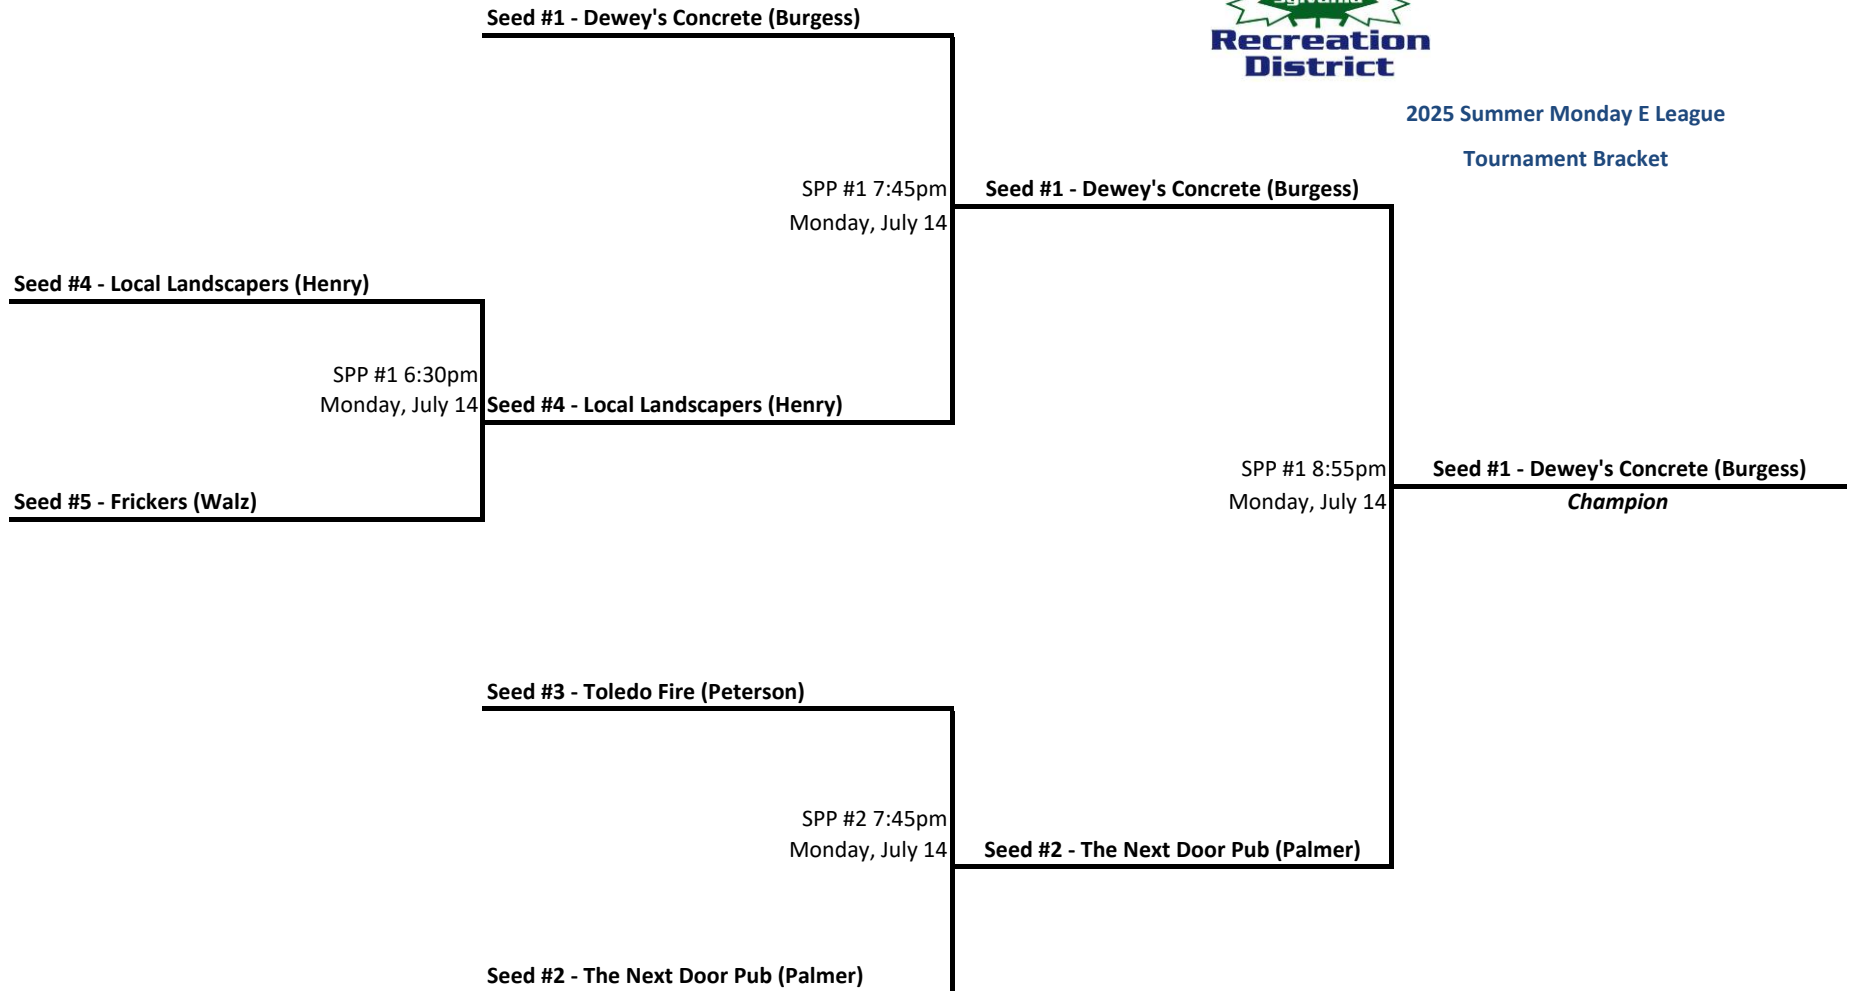 Seed #1 - Dewey's Concrete (Burgess)
Sylvania
Recreation
District
2025 Summer Monday E League
Tournament Bracket
SPP #1 7:45pm
Seed #1 - Dewey's Concrete (Burgess)
Monday, July 14
Seed #4 - Local Landscapers (Henry)
SPP #1 6:30pm
Monday, July 14
Seed #4 - Local Landscapers (Henry)
SPP #1 8:55pm
Seed #1 - Dewey's Concrete (Burgess)
Seed #5 - Frickers (Walz)
Monday, July 14
Champion
Seed #3 - Toledo Fire (Peterson)
SPP #2 7:45pm
Monday, July 14
Seed #2 - The Next Door Pub (Palmer)
Seed #2 - The Next Door Pub (Palmer)